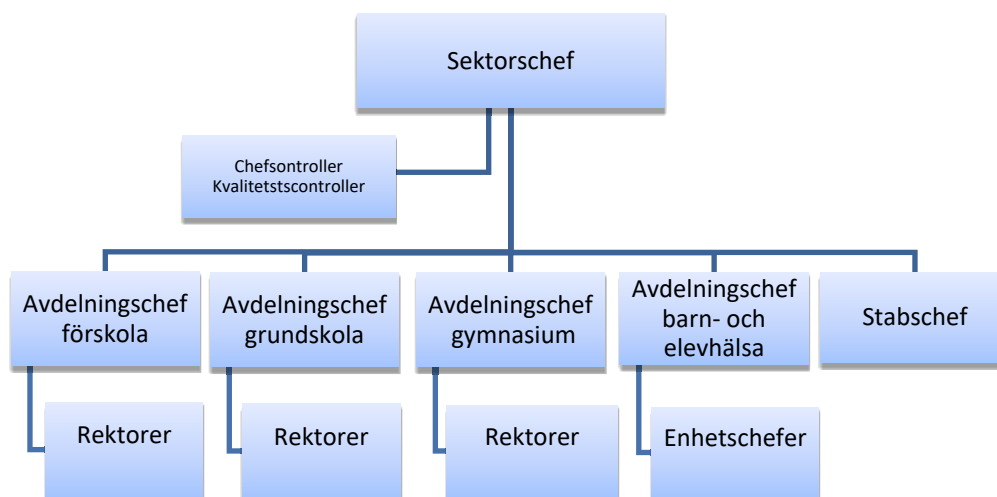 Sektorschef
Chefsontroller
Kvalitetstscontroller
Avdelningschef
förskola
Avdelningschef
grundskola
Avdelningschef
gymnasium
Avdelningschef
barn- och
elevhälsa
Stabschef
Rektorer
Rektorer
Rektorer
Enhetschefer